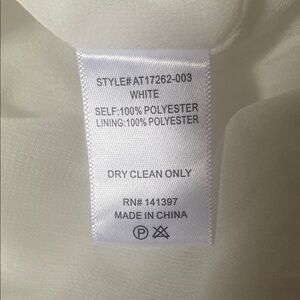 STYLE# AT17262-003
WHITE
SELF:100% POLYESTER
LINING:100% POLYESTER
DRY CLEAN ONLY
RN# 141397
MADE IN CHINA
P